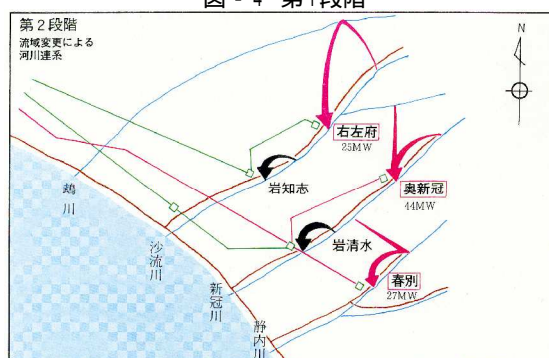 図-4 第1段階
第2段階
流域変更による
河川連系
N
右左府
25MW
岩知志
奥新冠
44MW
岩清水
春別
27MW
鵡川
沙流川
新冠川
静内川